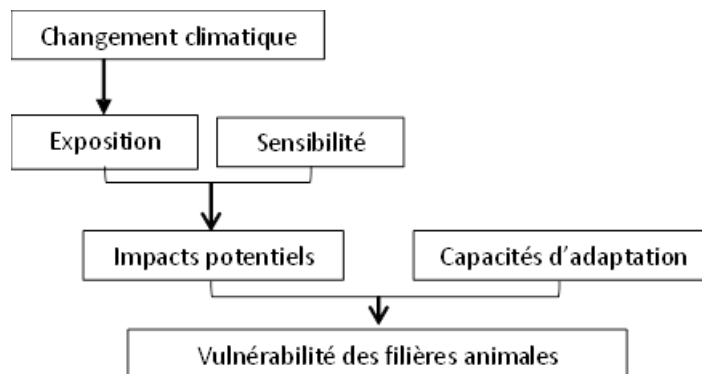 Changement climatique
Exposition
Sensibilité
Impacts potentiels
Capacités d'adaptation
Vulnérabilité des filières animales